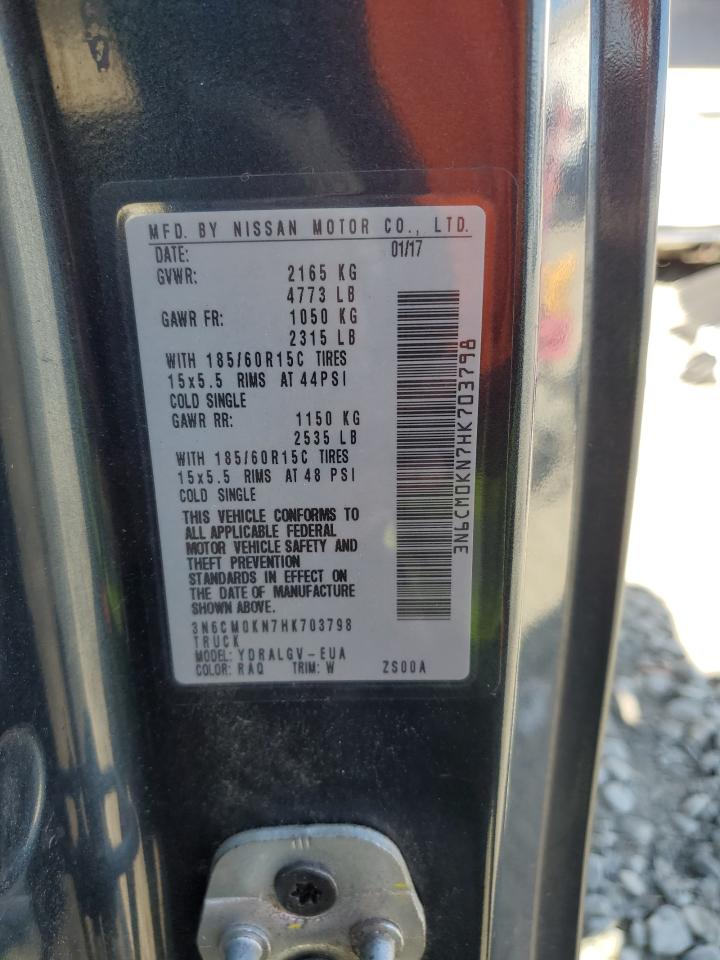 MFD. BY NISSAN MOTOR CO., LTD.
DATE: 01/17
GVWR: 2165 KG
4773 LB
GAWR FR: 1050 KG
2315 LB
WITH 185/60R15C TIRES
15x5.5 RIMS AT 44PSI
COLD SINGLE
GAWR RR: 1150 KG
2535 LB
WITH 185/60R15C TIRES
15x5.5 RIMS AT 48 PSI
COLD SINGLE
THIS VEHICLE CONFORMS TO
ALL APPLICABLE FEDERAL
MOTOR VEHICLE SAFETY AND
THEFT PREVENTION
STANDARDS IN EFFECT ON
THE DATE OF MANUFACTURE
SHOWN ABOVE.
3N6CM0KN7HK703798
TRUCK
MODEL: YDRALGV-EUA
COLOR: RAQ TRIM: W ZS00A
3N6CM0KN7HK703798